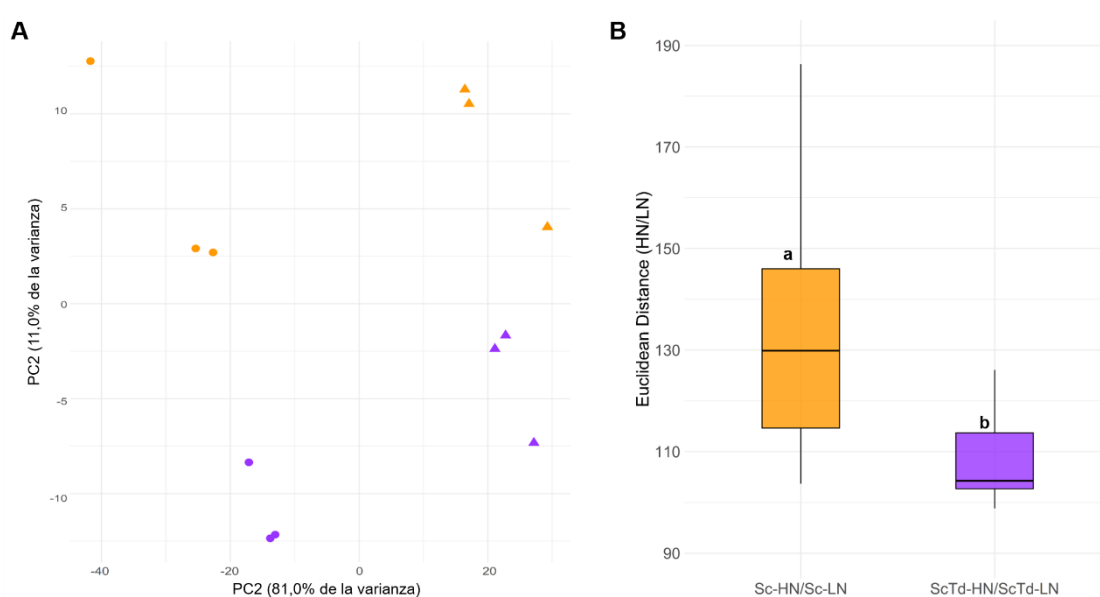 A
PC2 (11,0% de la varianza)
10
5
0
-5
-10
-40
-20
0
20
PC2 (81,0% de la varianza)
B
Euclidean Distance (HN/LN)
190
170
150
130
110
90
a
b
Sc-HN/Sc-LN
ScTd-HN/ScTd-LN